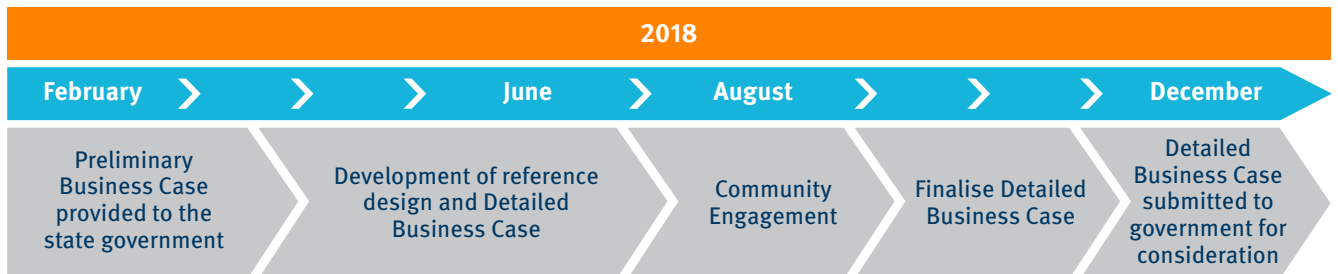 2018
February June August December
Preliminary
Business Case
provided to the
state government
Development of reference
design and Detailed
Business Case
Community
Engagement
Finalise Detailed
Business Case
Detailed
Business Case
submitted to
government for
consideration